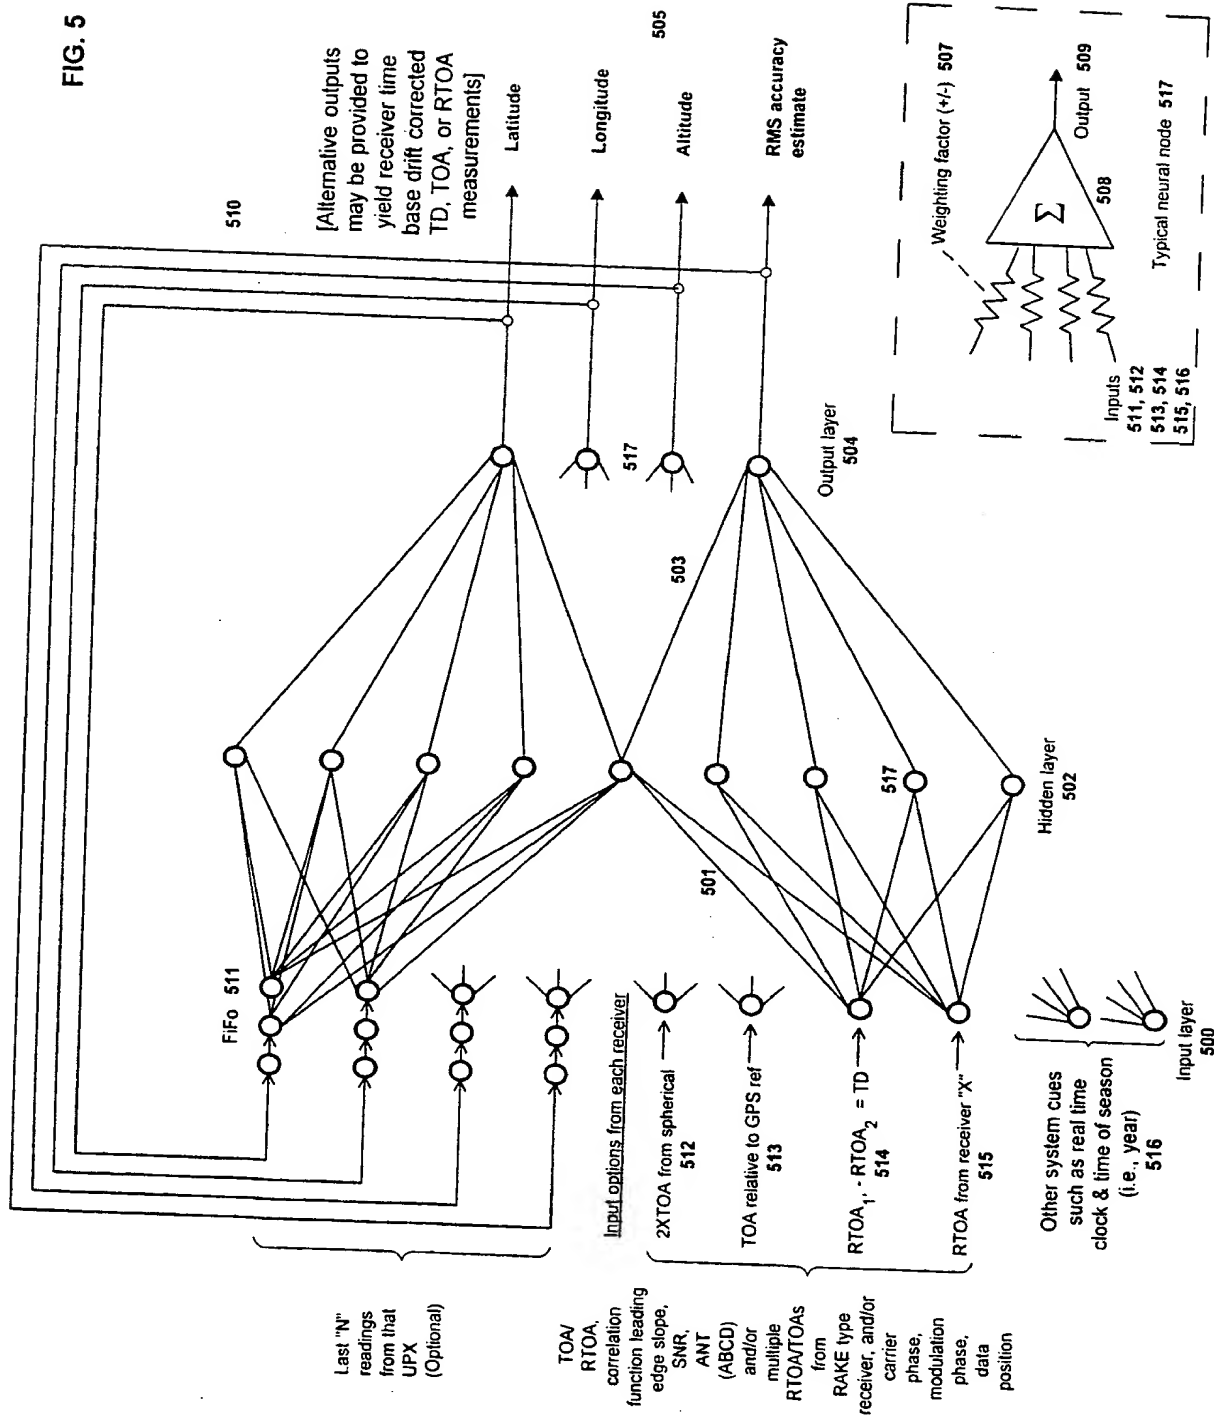 FIG. 5
510
[Alternative outputs
may be provided to
yield receiver time
base drift corrected
TD, TOA, or RTOA
measurements]
Latitude
Longitude
Altitude
RMS accuracy
estimate
505
FiFo 511
517
503
501
517
Output layer
504
Hidden layer
502
Input layer
500
Last "N"
readings
from that
UPX
(Optional)
Input options from each receiver
2XTOA from spherical
512
TOA relative to GPS ref
513
RTOA1, - RTOA2 = TD
514
RTOA from receiver "X"
515
TOA/
RTOA,
correlation
function leading
edge slope,
SNR,
ANT
(ABCD)
and/or
multiple
RTOA/TOAs
from
RAKE type
receiver, and/or
carrier
phase,
modulation
phase,
data
position
Other system cues
such as real time
clock & time of season
(i.e., year)
516
Weighting factor (+/-) 507
Σ
508
Output 509
Inputs
511, 512
513, 514
515, 516
Typical neural node 517